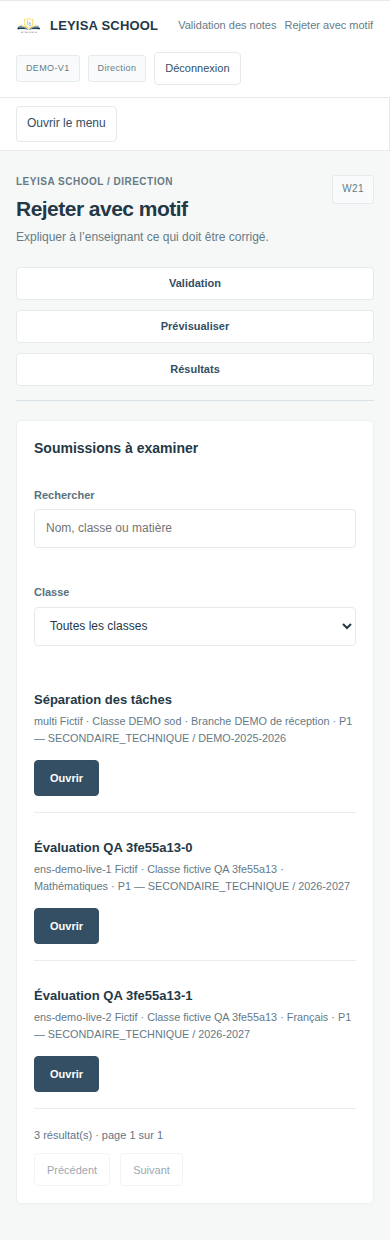 LEYISA SCHOOL
Validation des notes
Rejeter avec motif
DEMO-V1
Direction
Déconnexion
Ouvrir le menu
LEYISA SCHOOL / DIRECTION
W21
Rejeter avec motif
Expliquer à l’enseignant ce qui doit être corrigé.
Validation
Prévisualiser
Résultats
Soumissions à examiner
Rechercher
Nom, classe ou matière
Classe
Toutes les classes
Séparation des tâches
multi Fictif · Classe DEMO sod · Branche DEMO de réception · P1
— SECONDAIRE_TECHNIQUE / DEMO-2025-2026
Ouvrir
Évaluation QA 3fe55a13-0
ens-demo-live-1 Fictif · Classe fictive QA 3fe55a13 ·
Mathématiques · P1 — SECONDAIRE_TECHNIQUE / 2026-2027
Ouvrir
Évaluation QA 3fe55a13-1
ens-demo-live-2 Fictif · Classe fictive QA 3fe55a13 · Français · P1
— SECONDAIRE_TECHNIQUE / 2026-2027
Ouvrir
3 résultat(s) · page 1 sur 1
Précédent
Suivant